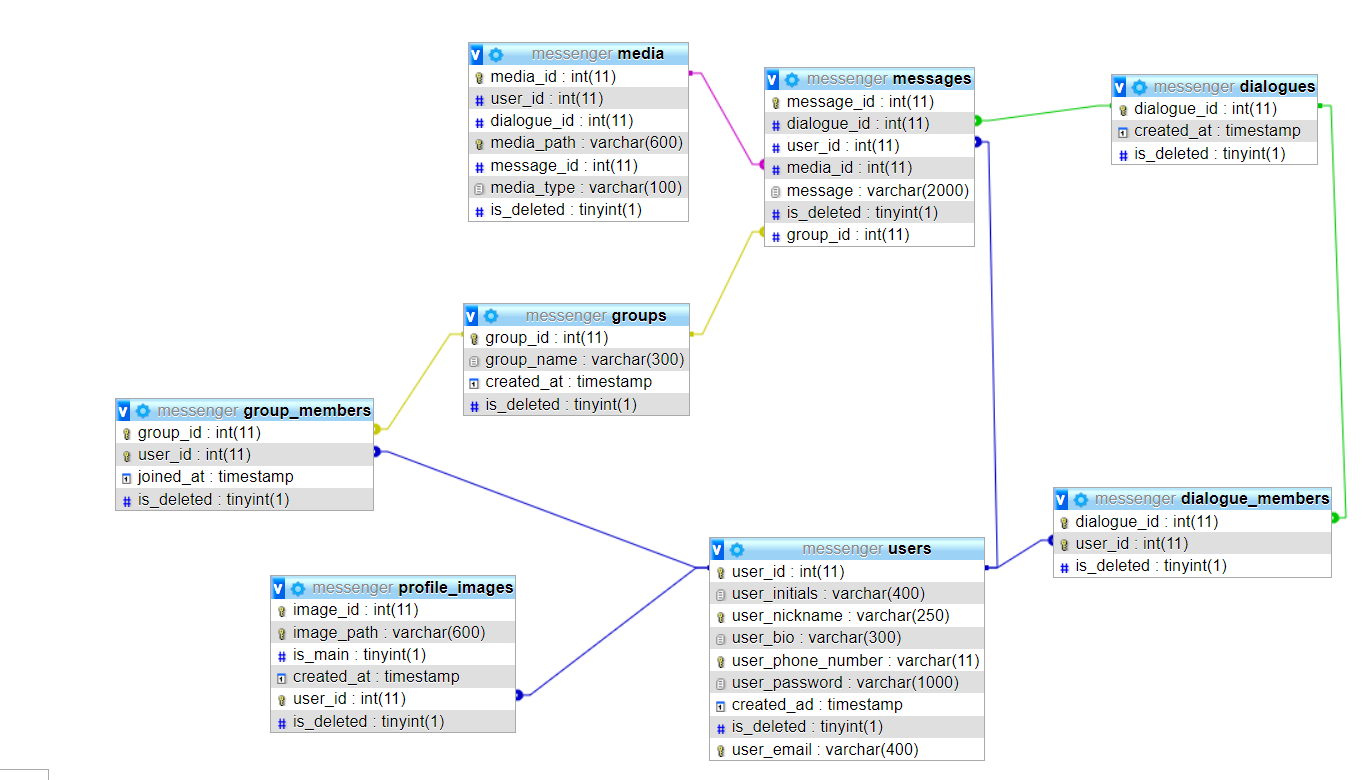 messenger media
media_id : int(11)
user_id : int(11)
dialogue_id : int(11)
media_path : varchar(600)
message_id : int(11)
media_type : varchar(100)
is_deleted : tinyint(1)
messenger messages
message_id : int(11)
dialogue_id : int(11)
user_id : int(11)
media_id : int(11)
message : varchar(2000)
is_deleted : tinyint(1)
group_id : int(11)
messenger dialogues
dialogue_id : int(11)
created_at : timestamp
is_deleted : tinyint(1)
messenger groups
group_id : int(11)
group_name : varchar(300)
created_at : timestamp
is_deleted : tinyint(1)
messenger group_members
group_id : int(11)
user_id : int(11)
joined_at : timestamp
is_deleted : tinyint(1)
messenger dialogue_members
dialogue_id : int(11)
user_id : int(11)
is_deleted : tinyint(1)
messenger users
user_id : int(11)
user_initials : varchar(400)
user_nickname : varchar(250)
user_bio : varchar(300)
user_phone_number : varchar(11)
user_password : varchar(1000)
created_ad : timestamp
is_deleted : tinyint(1)
user_email : varchar(400)
messenger profile_images
image_id : int(11)
image_path : varchar(600)
is_main : tinyint(1)
created_at : timestamp
user_id : int(11)
is_deleted : tinyint(1)